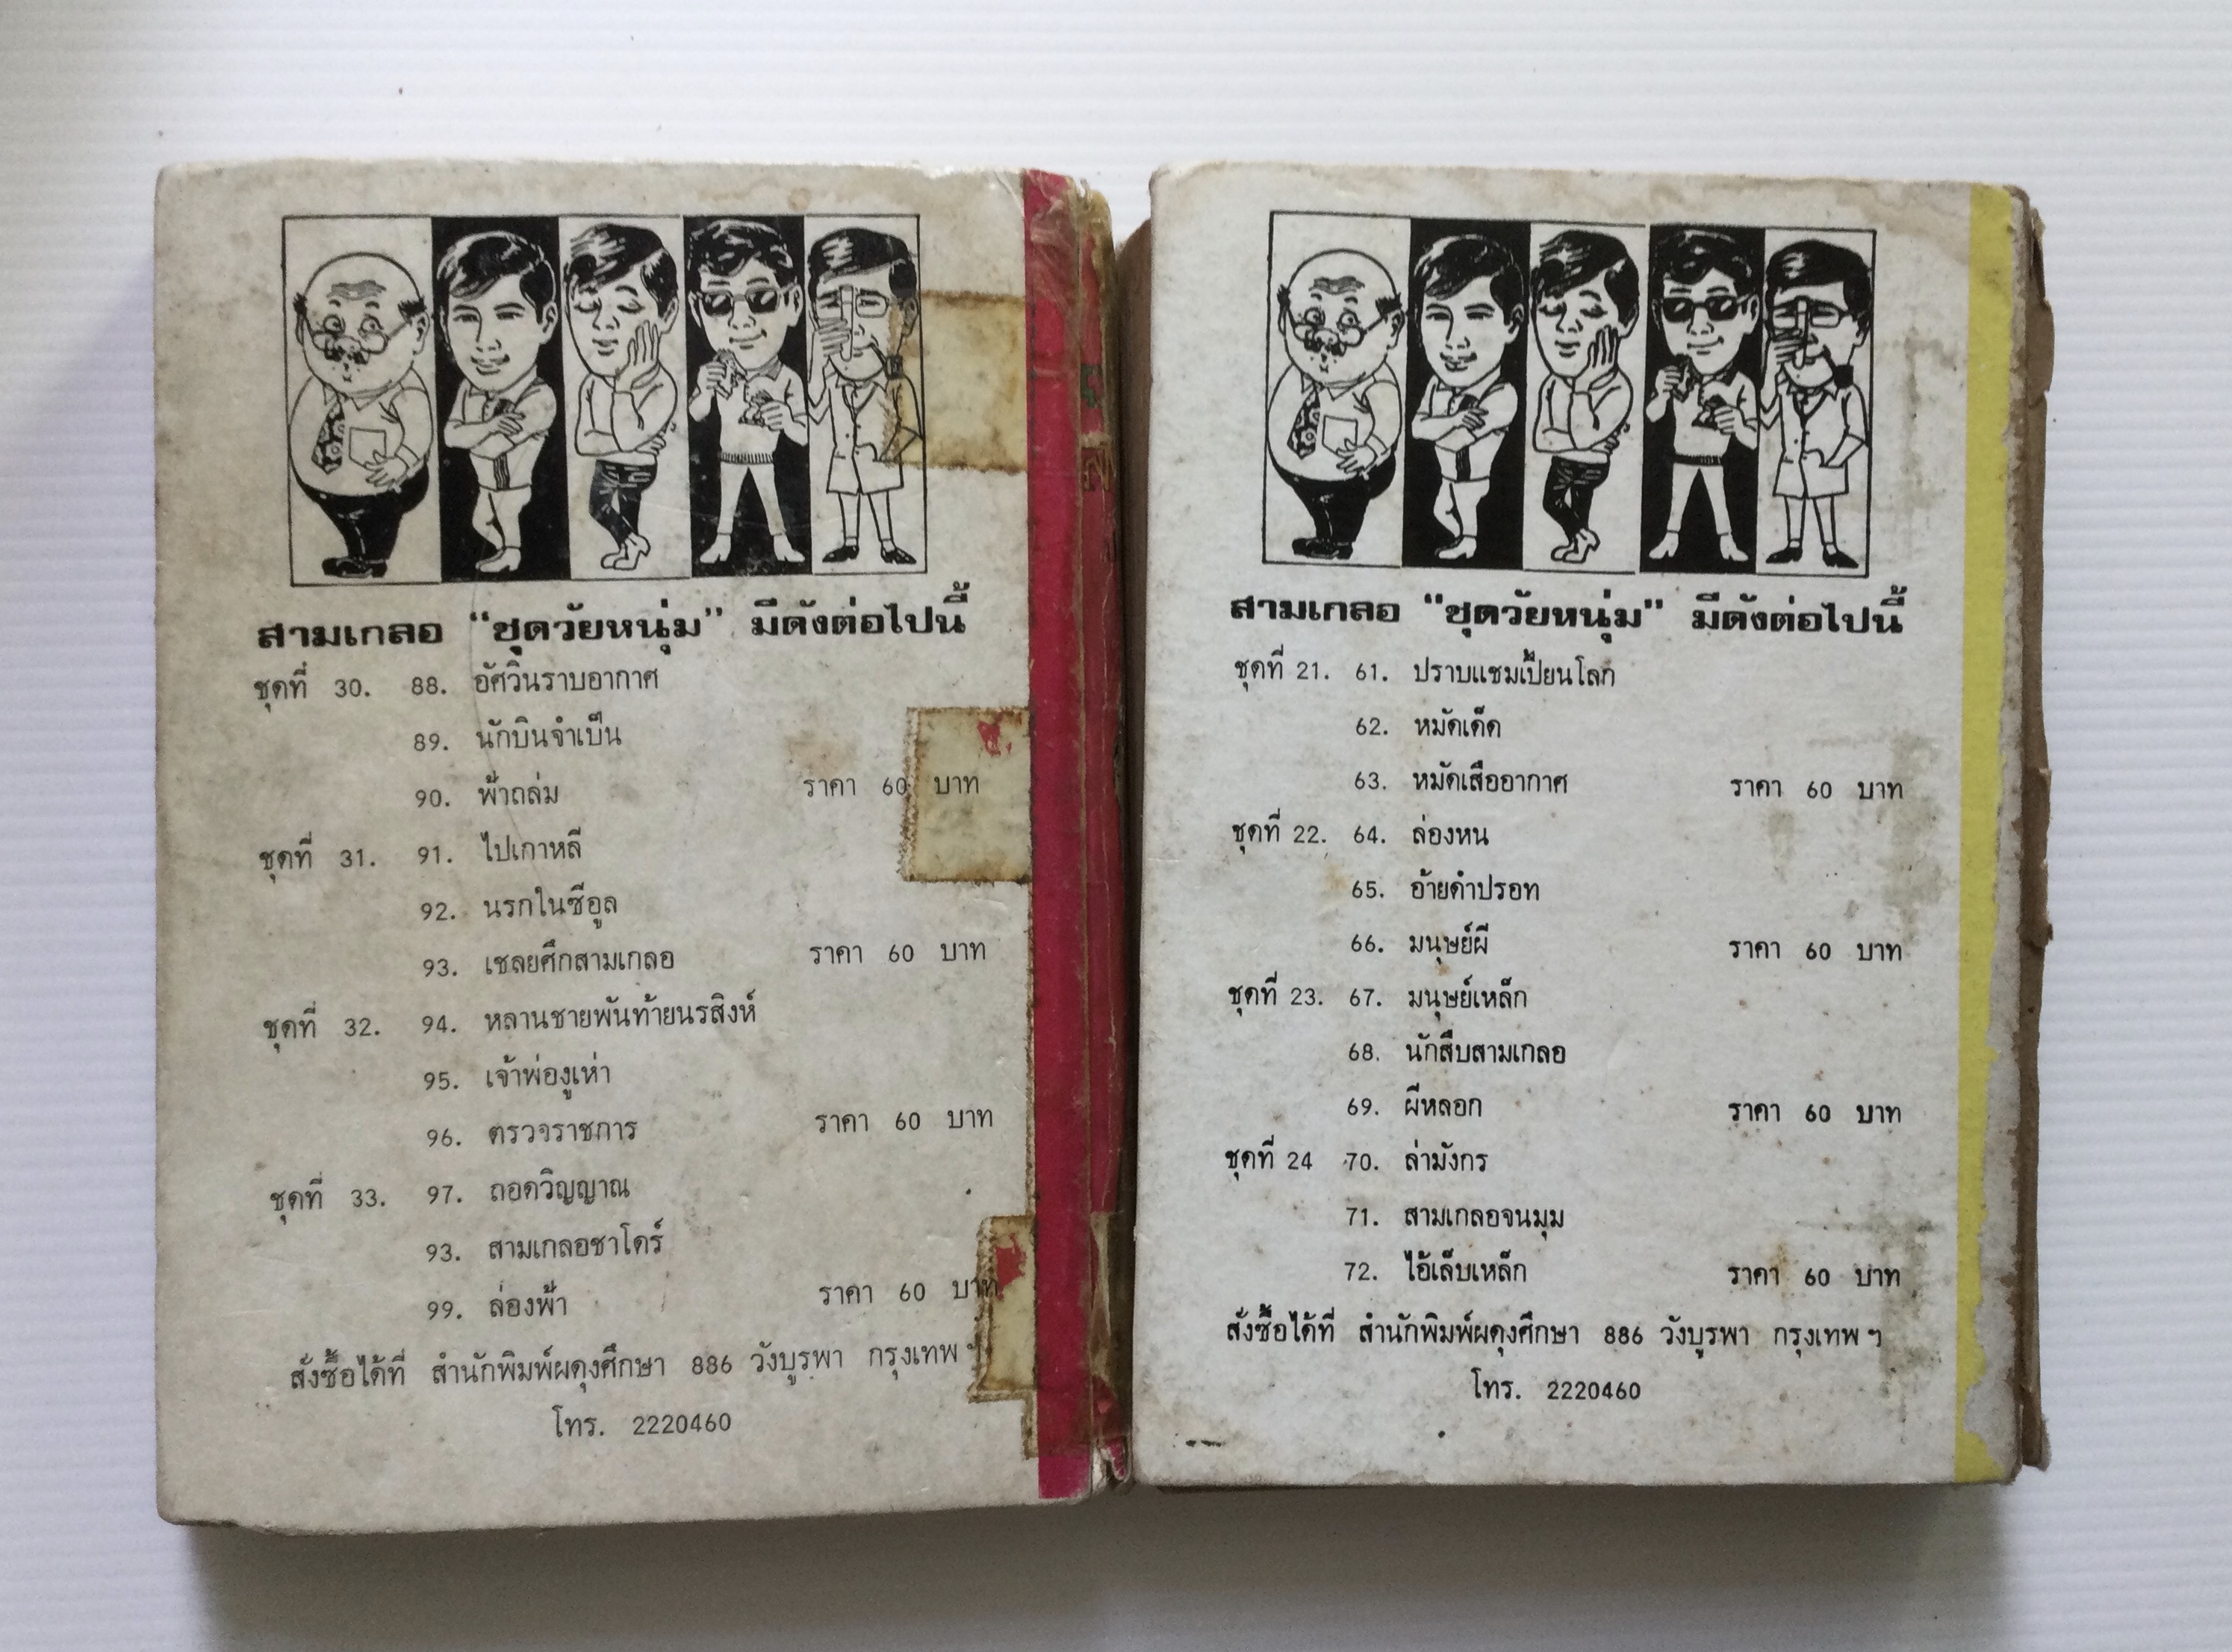 สามเกลอ “ชุดวัยหนุ่ม” มีดังต่อไปนี้
ชุดที่ 30. 88. อัศวินราบอากาศ
89. นักบินจำเป็น
90. ฟ้าถล่ม ราคา 60 บาท
ชุดที่ 31. 91. ไปเกาหลี
92. นรกในซีอูล
93. เชลยศึกสามเกลอ ราคา 60 บาท
ชุดที่ 32. 94. หลานชายพันท้ายนรสิงห์
95. เจ้าพ่องูเห่า
96. ตรวจราชการ ราคา 60 บาท
ชุดที่ 33. 97. ถอดวิญญาณ
93. สามเกลอชาโดร์
99. ล่องฟ้า ราคา 60 บาท
สั่งซื้อได้ที่ สำนักพิมพ์ผดุงศึกษา 886 วังบูรพา กรุงเทพ ฯ
โทร. 2220460
สามเกลอ “ชุดวัยหนุ่ม” มีดังต่อไปนี้
ชุดที่ 21. 61. ปราบแชมเปี้ยนโลก
62. หมัดเด็ด
63. หมัดเสืออากาศ ราคา 60 บาท
ชุดที่ 22. 64. ล่องหน
65. อ้ายดำปรอท
66. มนุษย์ผี ราคา 60 บาท
ชุดที่ 23. 67. มนุษย์เหล็ก
68. นักสืบสามเกลอ
69. ผีหลอก ราคา 60 บาท
ชุดที่ 24 70. ล่ามังกร
71. สามเกลอจนมุม
72. ไอ้เล็บเหล็ก ราคา 60 บาท
สั่งซื้อได้ที่ สำนักพิมพ์ผดุงศึกษา 886 วังบูรพา กรุงเทพ ฯ
โทร. 2220460